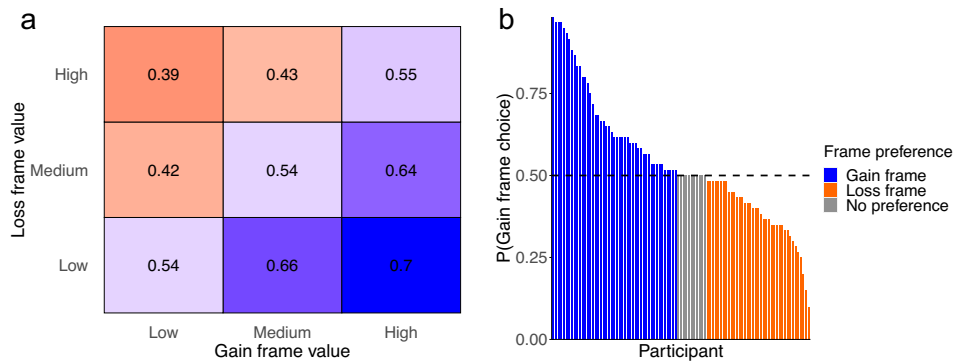 a
Loss frame value
High
0.39 0.43 0.55
Medium
0.42 0.54 0.64
Low
0.54 0.66 0.7
Low Medium High
Gain frame value
b
P(Gain frame choice)
0.75
0.50
0.25
0.00
Participant
Frame preference
Gain frame
Loss frame
No preference